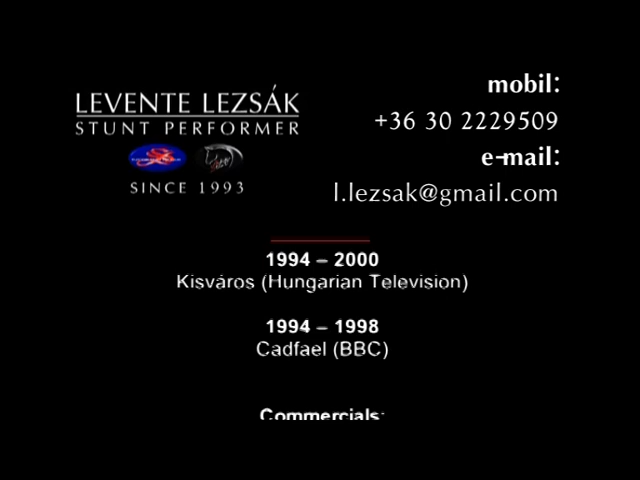 LEVENTE LEZSÁK
STUNT PERFORMER
SINCE 1993
mobil:
+36 30 2229509
e-mail:
l.lezsak@gmail.com
1994 – 2000
Kisváros (Hungarian Television)
1994 – 1998
Cadfael (BBC)
Commercials: